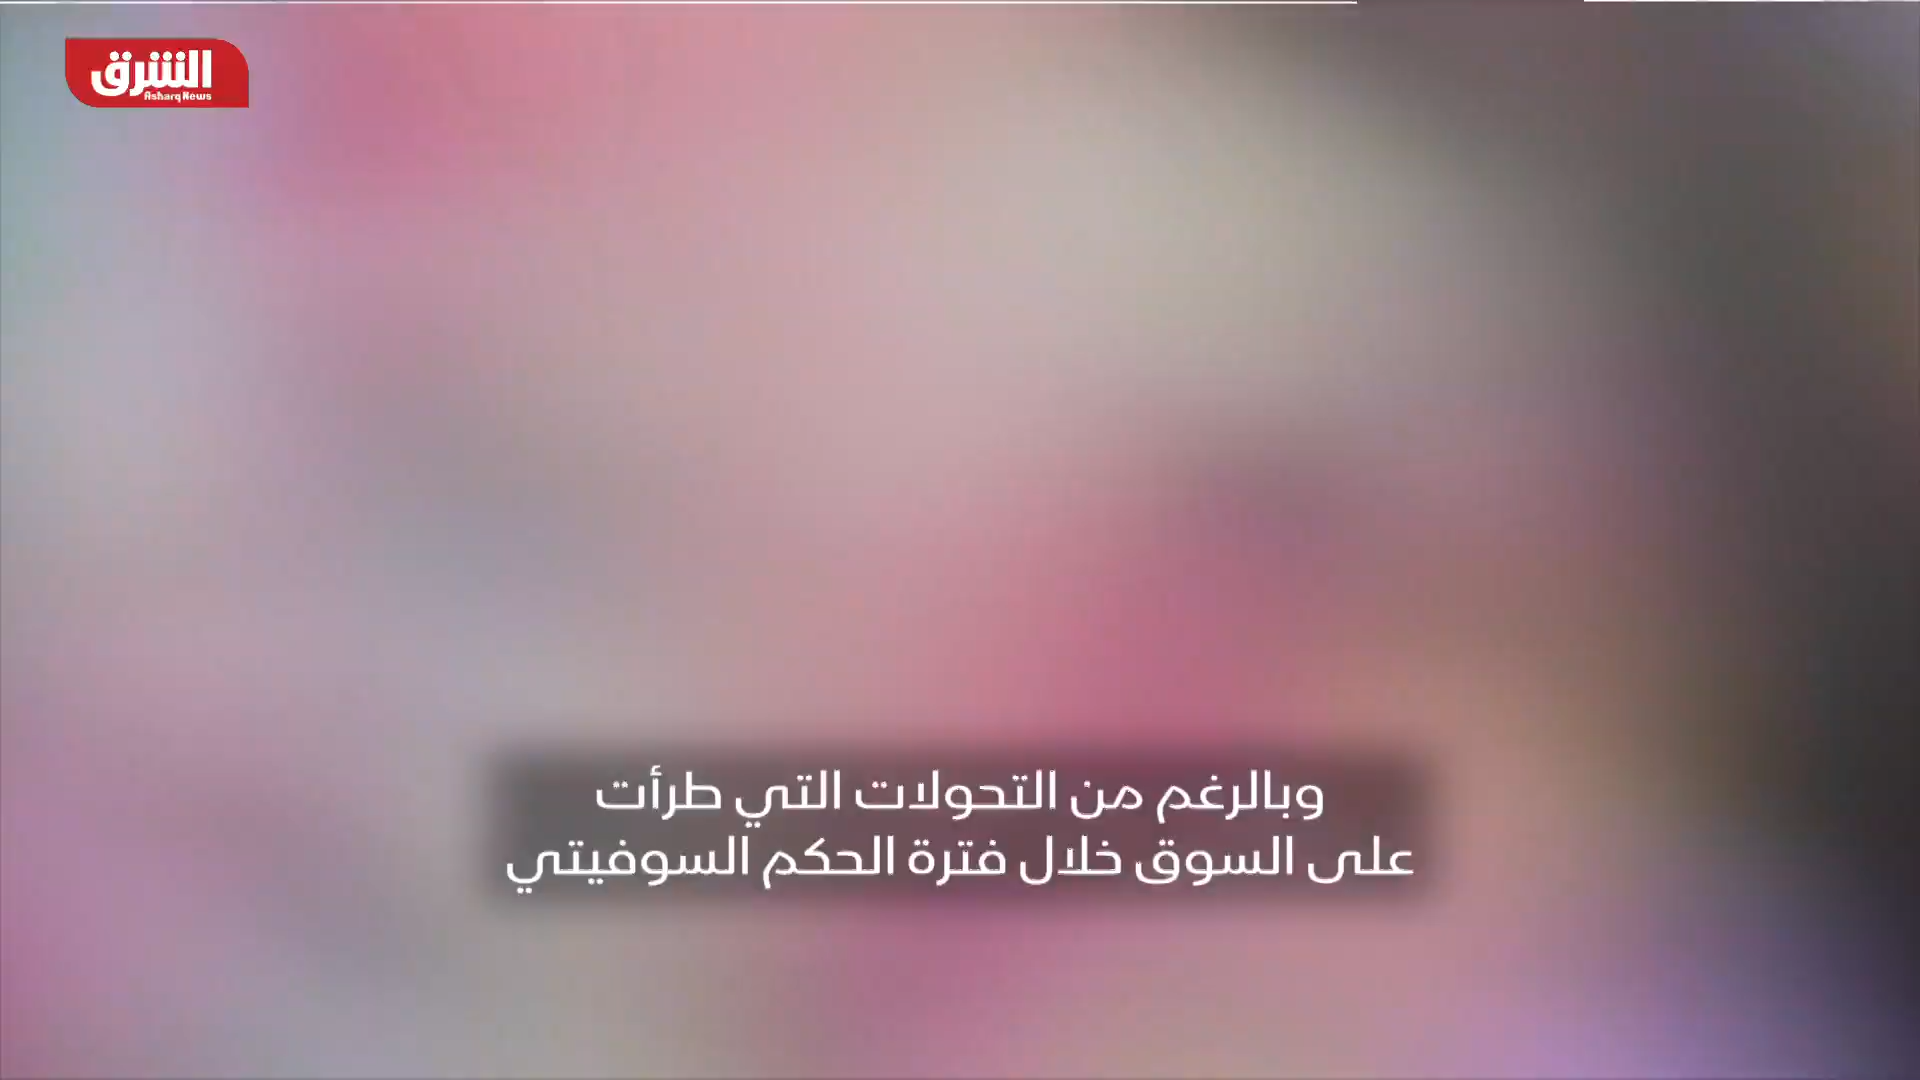 الشرق
Asharq News
وبالرغم من التحولات التي طرأت
على السوق خلال فترة الحكم السوفيتي